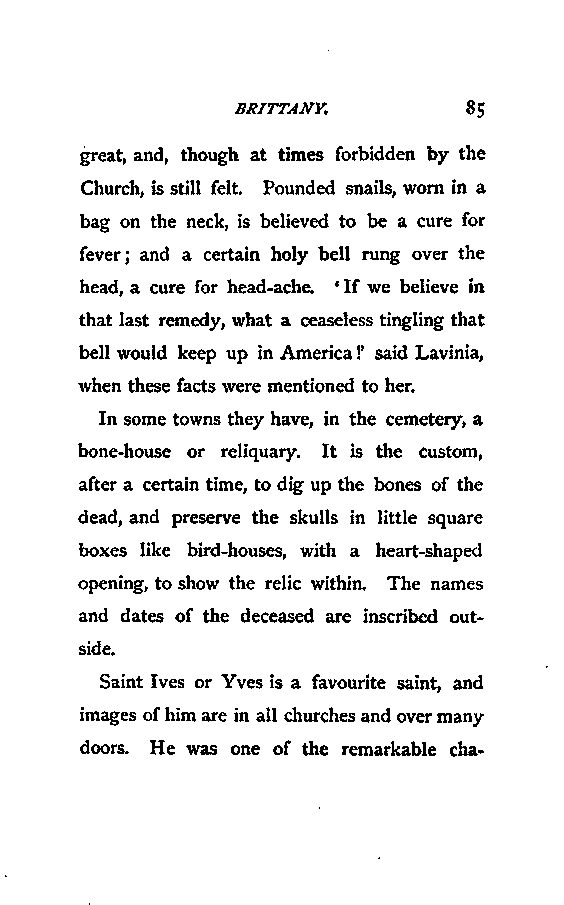 BRITTANY. 85
great, and, though at times forbidden by the
Church, is still felt. Pounded snails, worn in a
bag on the neck, is believed to be a cure for
fever; and a certain holy bell rung over the
head, a cure for head-ache. ‘If we believe in
that last remedy, what a ceaseless tingling that
bell would keep up in America!’ said Lavinia,
when these facts were mentioned to her.
In some towns they have, in the cemetery, a
bone-house or reliquary. It is the custom,
after a certain time, to dig up the bones of the
dead, and preserve the skulls in little square
boxes like bird-houses, with a heart-shaped
opening, to show the relic within. The names
and dates of the deceased are inscribed out-
side.
Saint Ives or Yves is a favourite saint, and
images of him are in all churches and over many
doors. He was one of the remarkable cha-